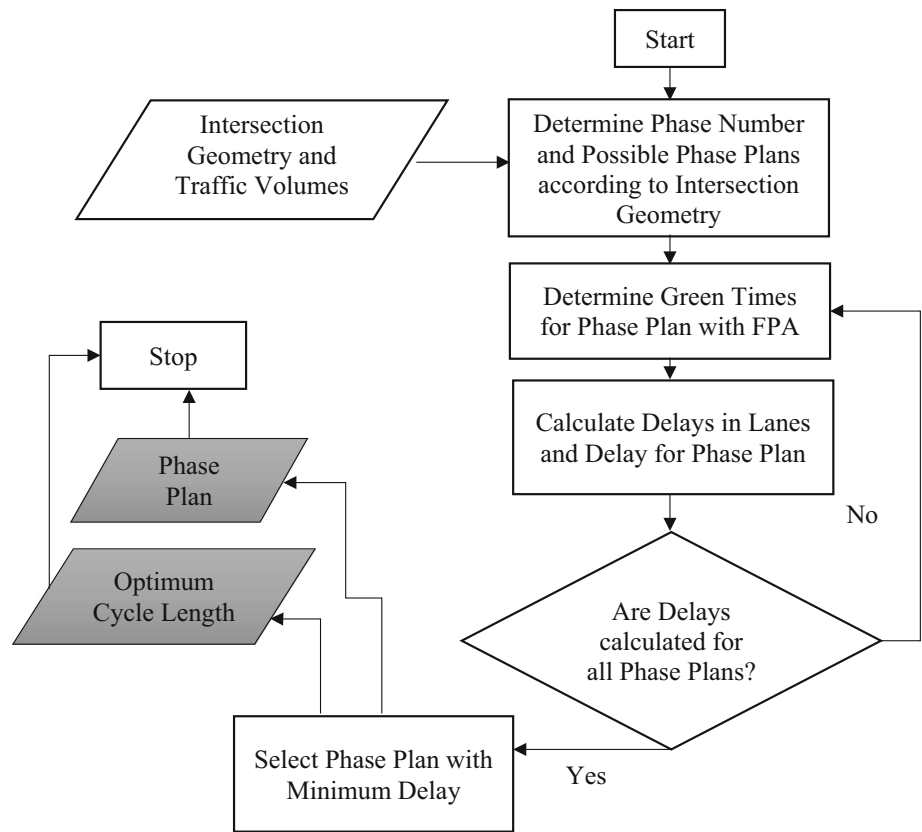 Start
Intersection
Geometry and
Traffic Volumes
Determine Phase Number
and Possible Phase Plans
according to Intersection
Geometry
Determine Green Times
for Phase Plan with FPA
Stop
Calculate Delays in Lanes
and Delay for Phase Plan
Phase
Plan
No
Optimum
Cycle Length
Are Delays
calculated for
all Phase Plans?
Select Phase Plan with
Minimum Delay
Yes